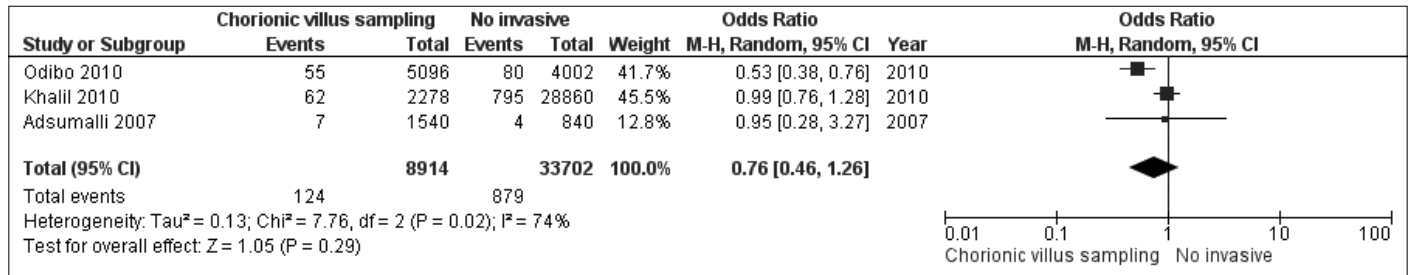 Chorionic villus sampling No invasive Odds Ratio Odds Ratio
Study or Subgroup Events Total Events Total Weight M-H, Random, 95% CI Year M-H, Random, 95% CI
Odibo 2010 55 5096 80 4002 41.7% 0.53 [0.38, 0.76] 2010
Khalil 2010 62 2278 795 28860 45.5% 0.99 [0.76, 1.28] 2010
Adsumalli 2007 7 1540 4 840 12.8% 0.95 [0.28, 3.27] 2007
Total (95% CI) 8914 33702 100.0% 0.76 [0.46, 1.26]
Total events 124 879
Heterogeneity: Tau² = 0.13; Chi² = 7.76, df = 2 (P = 0.02); I² = 74%
Test for overall effect: Z = 1.05 (P = 0.29)
0.01 0.1 1 10 100
Chorionic villus sampling No invasive